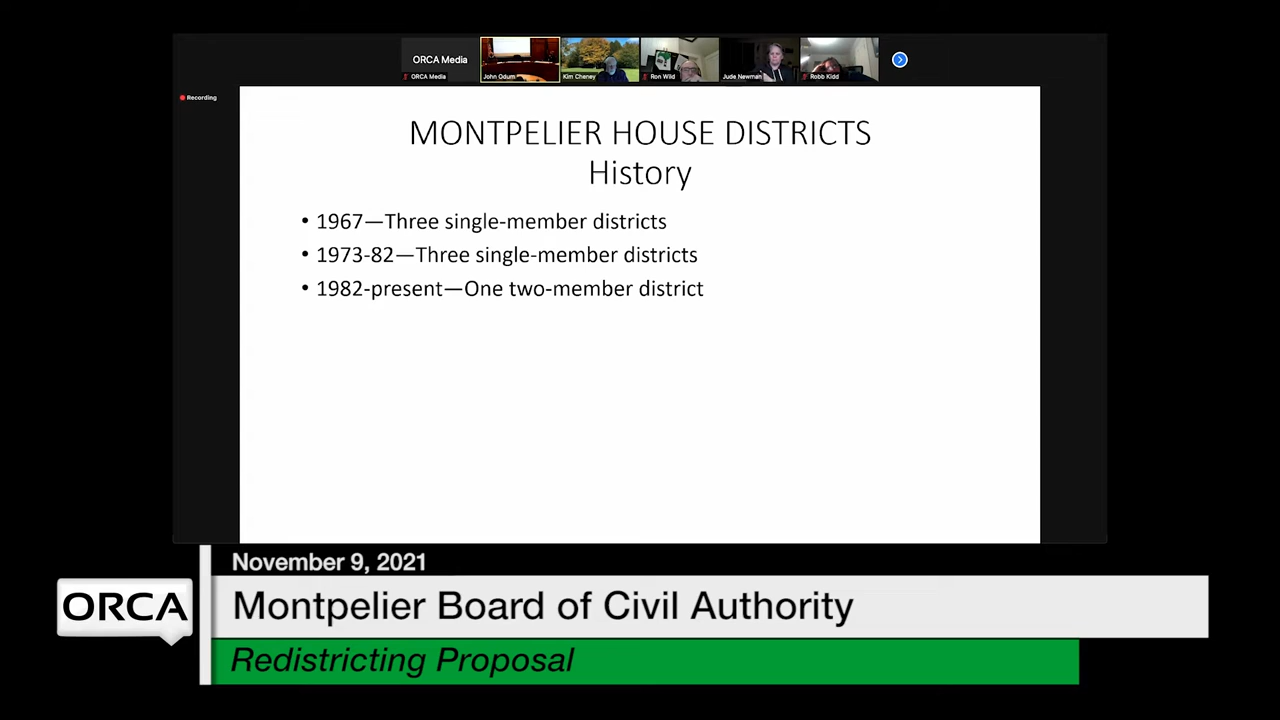 ORCA Media
ORCA Media
John Odum
Kim Cheney
Ron Wild
Jude Newman
Robb Kidd
Recording
MONTPELIER HOUSE DISTRICTS
History
• 1967—Three single-member districts
• 1973-82—Three single-member districts
• 1982-present—One two-member district
November 9, 2021
ORCA
Montpelier Board of Civil Authority
Redistricting Proposal